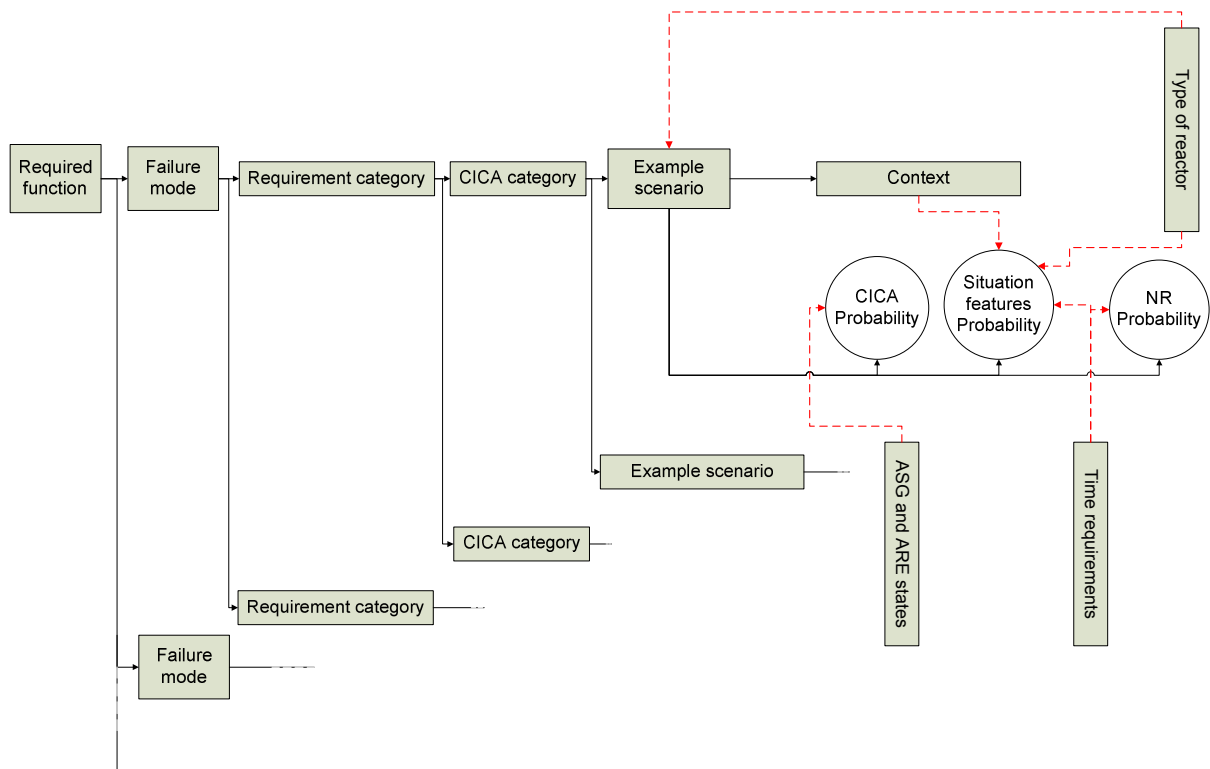 Type of reactor
Required
function
Failure
mode
Requirement category
CICA category
Example
scenario
Context
CICA
Probability
Situation
features
Probability
NR
Probability
Example scenario
ASG and ARE states
Time requirements
CICA category
Requirement category
Failure
mode